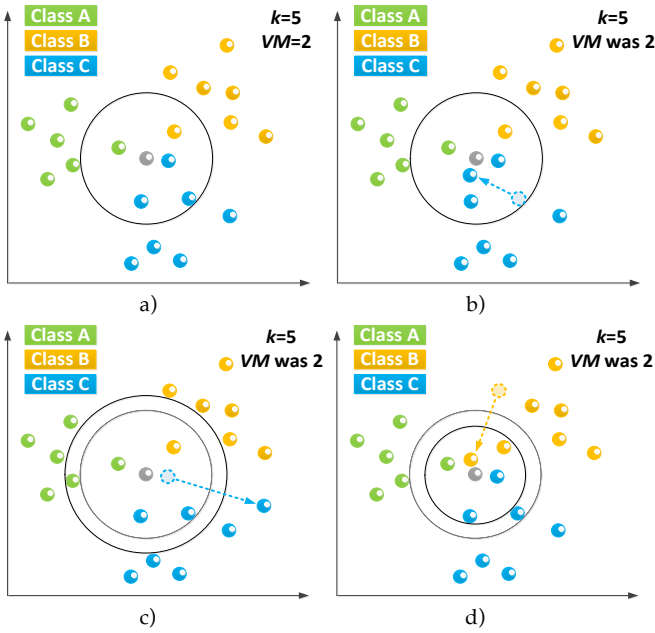 Class A
Class B
Class C
k=5
VM=2
a)
Class A
Class B
Class C
k=5
VM was 2
b)
Class A
Class B
Class C
k=5
VM was 2
c)
Class A
Class B
Class C
k=5
VM was 2
d)